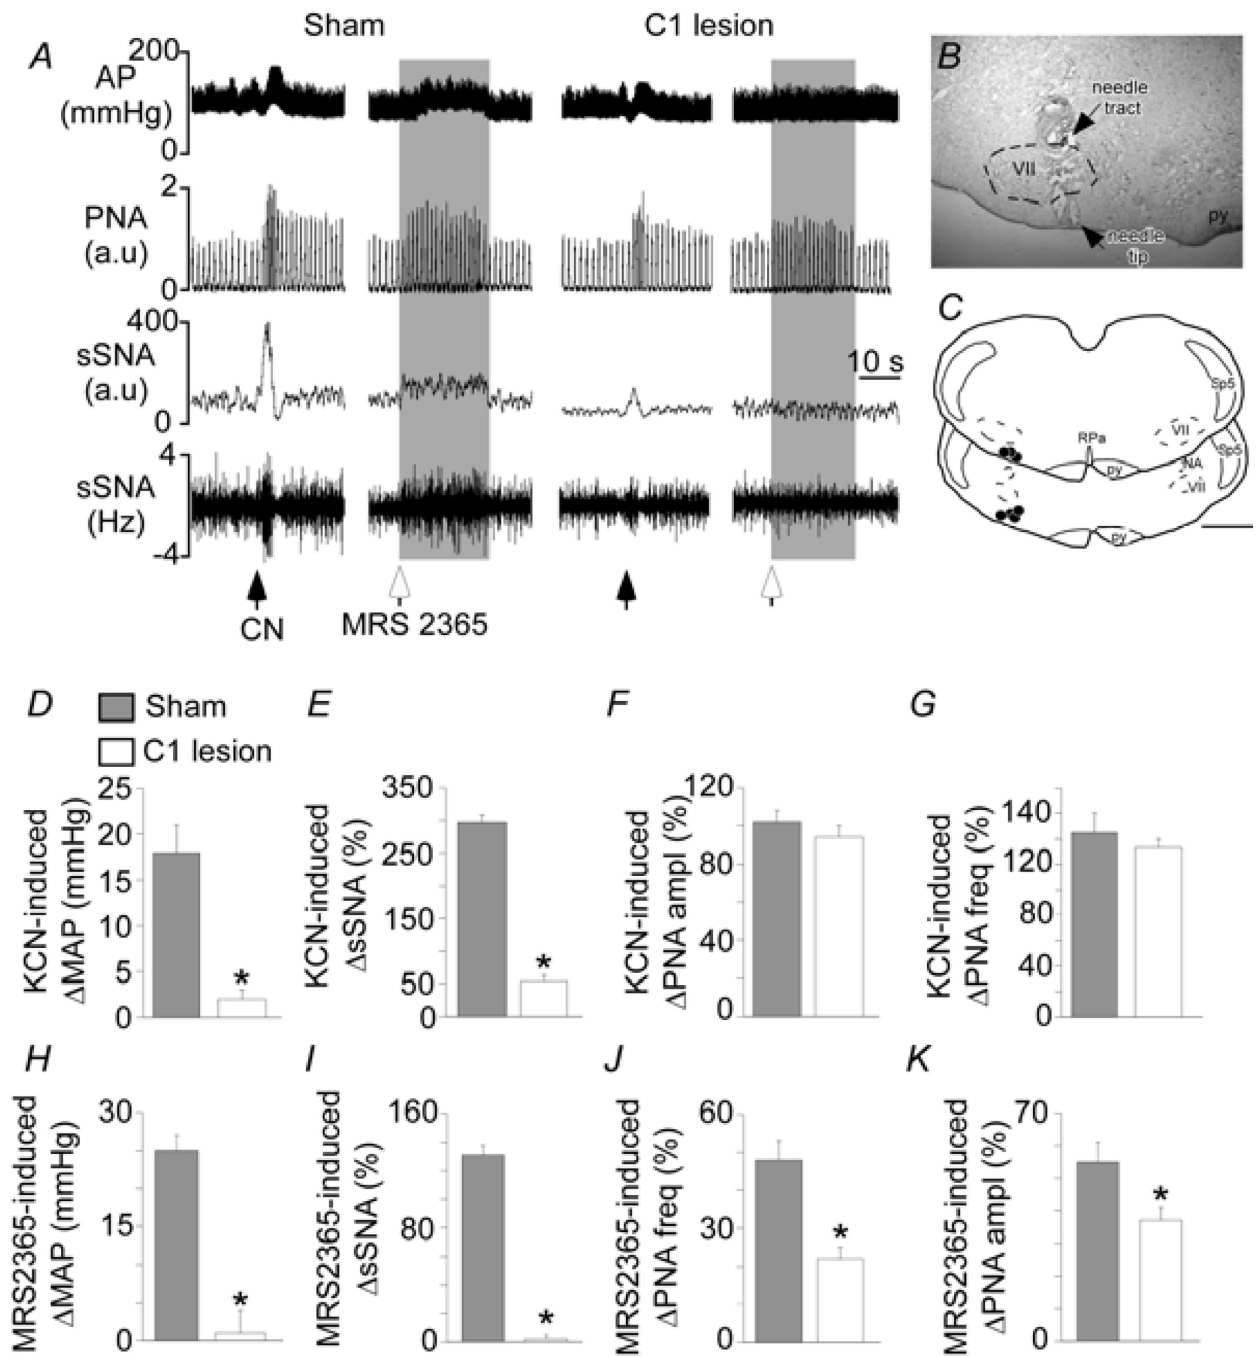 Sham
C1 lesion
A
200
AP
(mmHg)
0
2
PNA
(a.u)
0
400
sSNA
(a.u)
0
10 s
4
sSNA
(Hz)
-4
CN
MRS 2365
B
needle
tract
VII
py
needle
tip
C
Sp5
VII
RPa
py
Sp5
NA
VII
py
D
Sham
C1 lesion
KCN-induced
ΔMAP (mmHg)
25
20
15
10
5
0
*
E
KCN-induced
ΔsSNA (%)
350
250
150
50
0
*
F
KCN-induced
ΔPNA ampl (%)
120
80
40
0
G
KCN-induced
ΔPNA freq (%)
140
120
100
80
0
H
MRS2365-induced
ΔMAP (mmHg)
30
15
0
*
I
MRS2365-induced
ΔsSNA (%)
160
80
0
*
J
MRS2365-induced
ΔPNA freq (%)
60
30
0
*
K
MRS2365-induced
ΔPNA ampl (%)
70
0
*